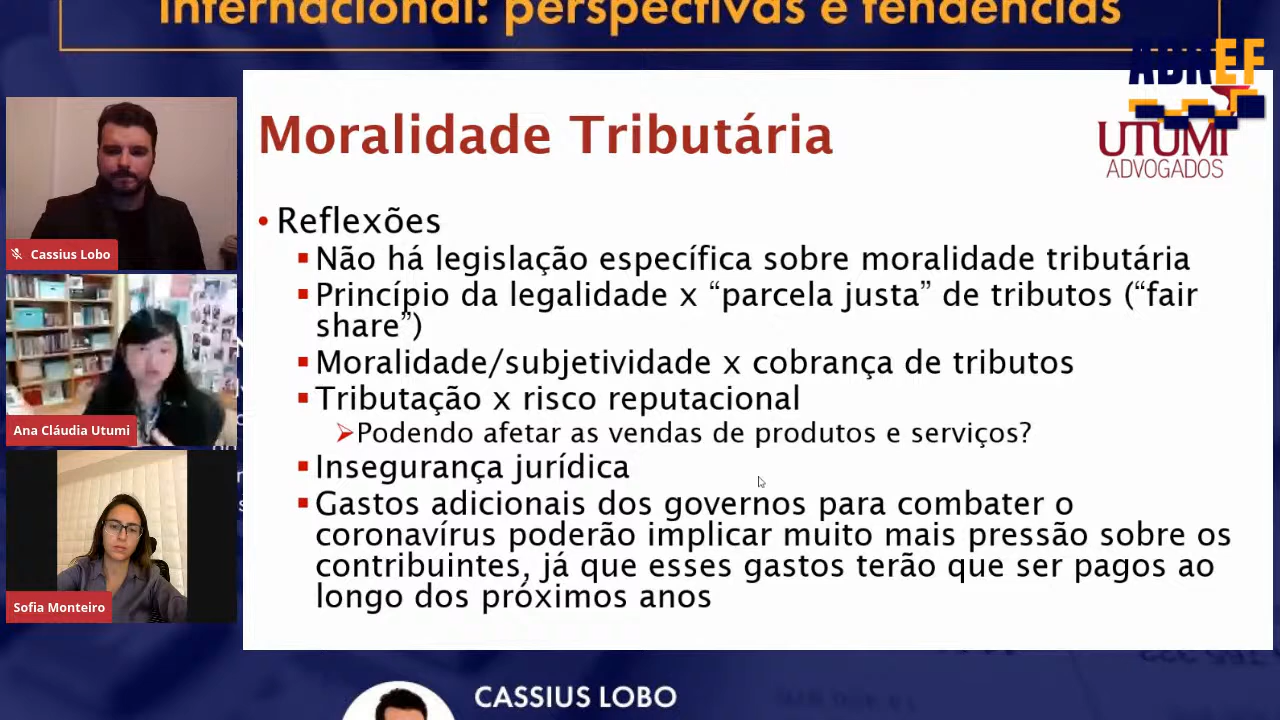 internacional: perspectivas e tendências
ABREF
UTUMI
ADVOGADOS
Moralidade Tributária
• Reflexões
▪ Não há legislação específica sobre moralidade tributária
▪ Princípio da legalidade x “parcela justa” de tributos (“fair
share”)
▪ Moralidade/subjetividade x cobrança de tributos
▪ Tributação x risco reputacional
➢ Podendo afetar as vendas de produtos e serviços?
▪ Insegurança jurídica
▪ Gastos adicionais dos governos para combater o
coronavírus poderão implicar muito mais pressão sobre os
contribuintes, já que esses gastos terão que ser pagos ao
longo dos próximos anos
Cassius Lobo
Ana Cláudia Utumi
Sofia Monteiro
CASSIUS LOBO